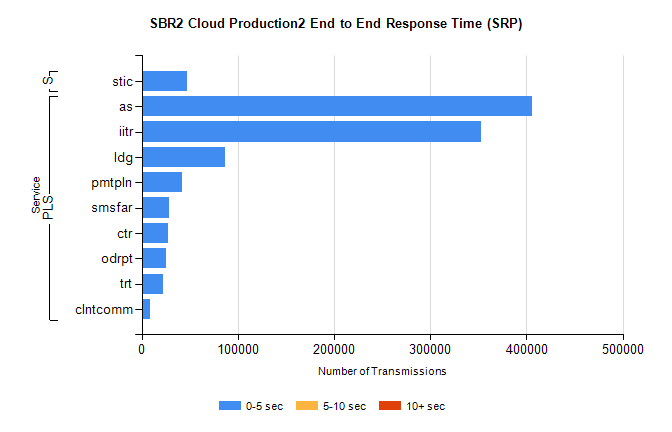 SBR2 Cloud Production2 End to End Response Time (SRP)
S
stic
as
iitr
ldg
pmtpln
Service
PLS
smsfar
ctr
odrpt
trt
clntcomm
0 100000 200000 300000 400000 500000
Number of Transmissions
0-5 sec 5-10 sec 10+ sec